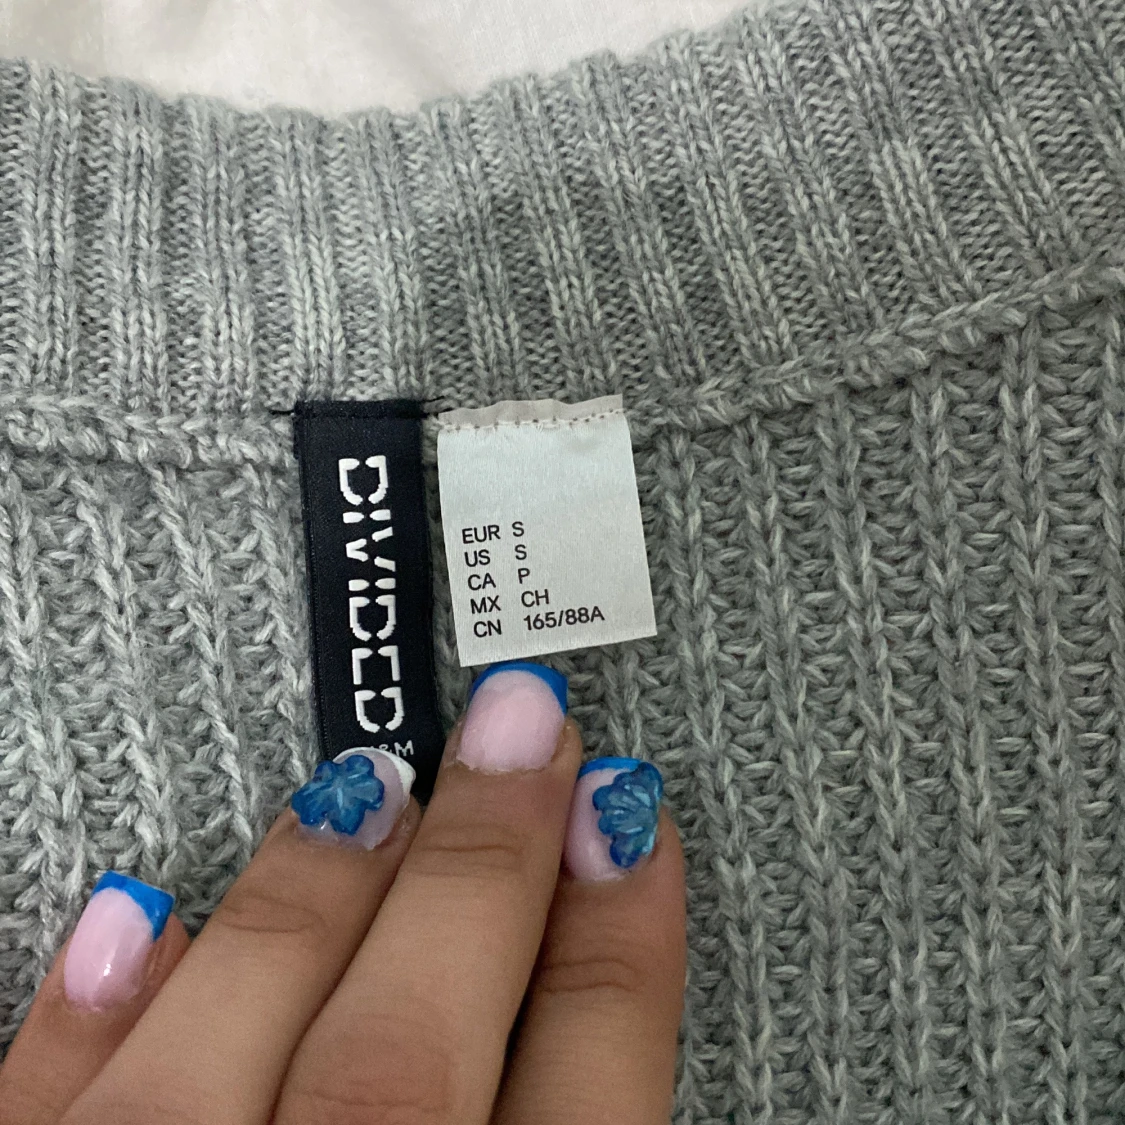 DIVIDED
H&M
EUR S
US S
CA P
MX CH
CN 165/88A